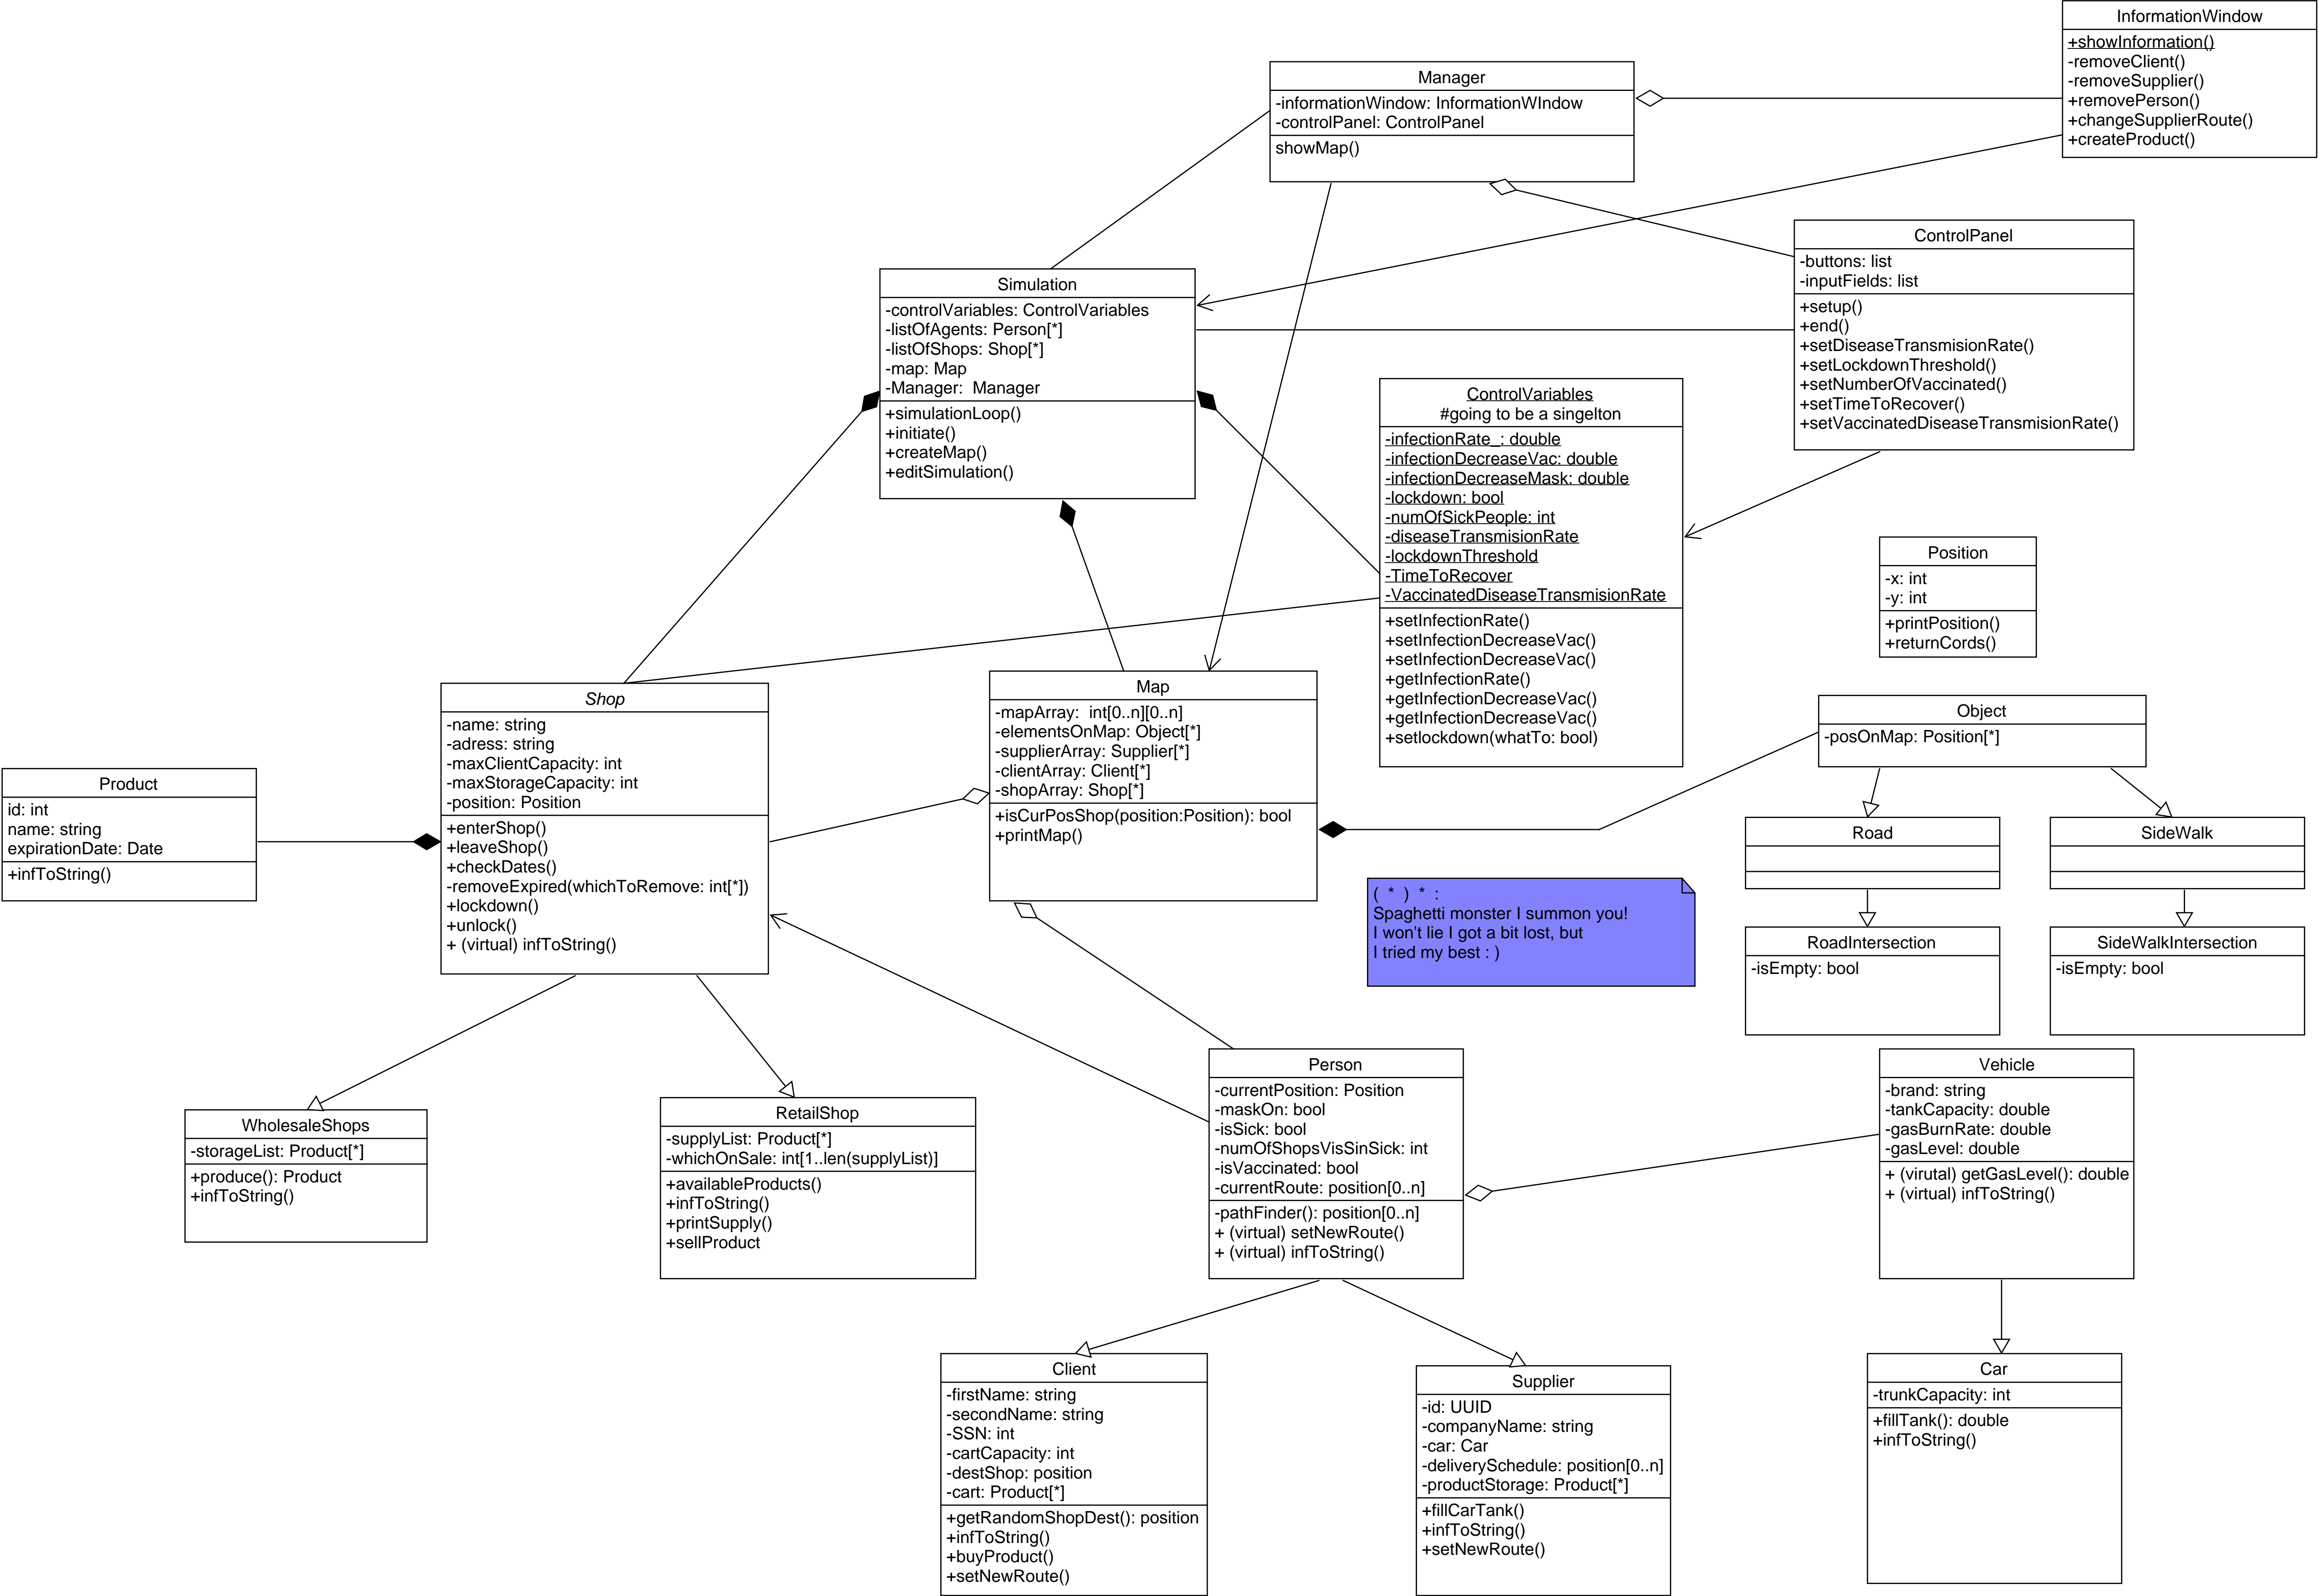 InformationWindow
+showInformation()
-removeClient()
-removeSupplier()
+removePerson()
+changeSupplierRoute()
+createProduct()
Manager
-informationWindow: InformationWIndow
-controlPanel: ControlPanel
showMap()
ControlPanel
-buttons: list
-inputFields: list
+setup()
+end()
+setDiseaseTransmisionRate()
+setLockdownThreshold()
+setNumberOfVaccinated()
+setTimeToRecover()
+setVaccinatedDiseaseTransmisionRate()
Simulation
-controlVariables: ControlVariables
-listOfAgents: Person[*]
-listOfShops: Shop[*]
-map: Map
-Manager:  Manager
+simulationLoop()
+initiate()
+createMap()
+editSimulation()
ControlVariables
#going to be a singelton
-infectionRate_: double
-infectionDecreaseVac: double
-infectionDecreaseMask: double
-lockdown: bool
-numOfSickPeople: int
-diseaseTransmisionRate
-lockdownThreshold
-TimeToRecover
-VaccinatedDiseaseTransmisionRate
+setInfectionRate()
+setInfectionDecreaseVac()
+setInfectionDecreaseVac()
+getInfectionRate()
+getInfectionDecreaseVac()
+getInfectionDecreaseVac()
+setlockdown(whatTo: bool)
Position
-x: int
-y: int
+printPosition()
+returnCords()
Shop
-name: string
-adress: string
-maxClientCapacity: int
-maxStorageCapacity: int
-position: Position
+enterShop()
+leaveShop()
+checkDates()
-removeExpired(whichToRemove: int[*])
+lockdown()
+unlock()
+ (virtual) infToString()
Map
-mapArray:  int[0..n][0..n]
-elementsOnMap: Object[*]
-supplierArray: Supplier[*]
-clientArray: Client[*]
-shopArray: Shop[*]
+isCurPosShop(position:Position): bool
+printMap()
Object
-posOnMap: Position[*]
Product
id: int
name: string
expirationDate: Date
+infToString()
Road
SideWalk
(  *  )  *  :
Spaghetti monster I summon you!
I won't lie I got a bit lost, but
I tried my best : )
RoadIntersection
-isEmpty: bool
SideWalkIntersection
-isEmpty: bool
Person
-currentPosition: Position
-maskOn: bool
-isSick: bool
-numOfShopsVisSinSick: int
-isVaccinated: bool
-currentRoute: position[0..n]
-pathFinder(): position[0..n]
+ (virtual) setNewRoute()
+ (virtual) infToString()
Vehicle
-brand: string
-tankCapacity: double
-gasBurnRate: double
-gasLevel: double
+ (virutal) getGasLevel(): double
+ (virtual) infToString()
WholesaleShops
-storageList: Product[*]
+produce(): Product
+infToString()
RetailShop
-supplyList: Product[*]
-whichOnSale: int[1..len(supplyList)]
+availableProducts()
+infToString()
+printSupply()
+sellProduct
Client
-firstName: string
-secondName: string
-SSN: int
-cartCapacity: int
-destShop: position
-cart: Product[*]
+getRandomShopDest(): position
+infToString()
+buyProduct()
+setNewRoute()
Supplier
-id: UUID
-companyName: string
-car: Car
-deliverySchedule: position[0..n]
-productStorage: Product[*]
+fillCarTank()
+infToString()
+setNewRoute()
Car
-trunkCapacity: int
+fillTank(): double
+infToString()